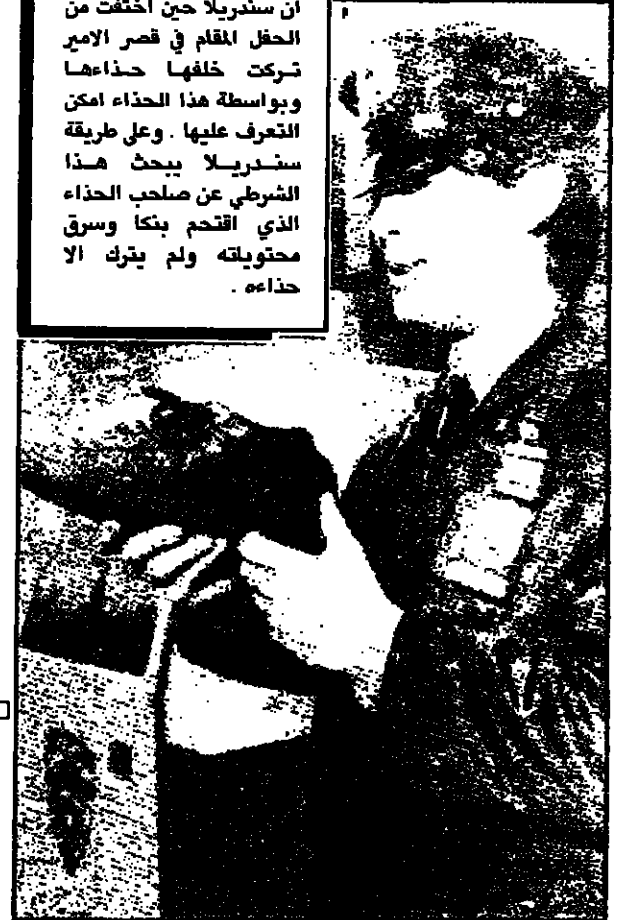 ان سندريلا حين اختفت من
الحفل المقام في قصر الامير
تركت خلفها حذاءها
وبواسطة هذا الحذاء امكن
التعرف عليها . وعلى طريقة
سندريلا يبحث هذا
الشرطي عن صاحب الحذاء
الذي اقتحم بنكا وسرق
محتوياته ولم يترك الا
حذاءه .